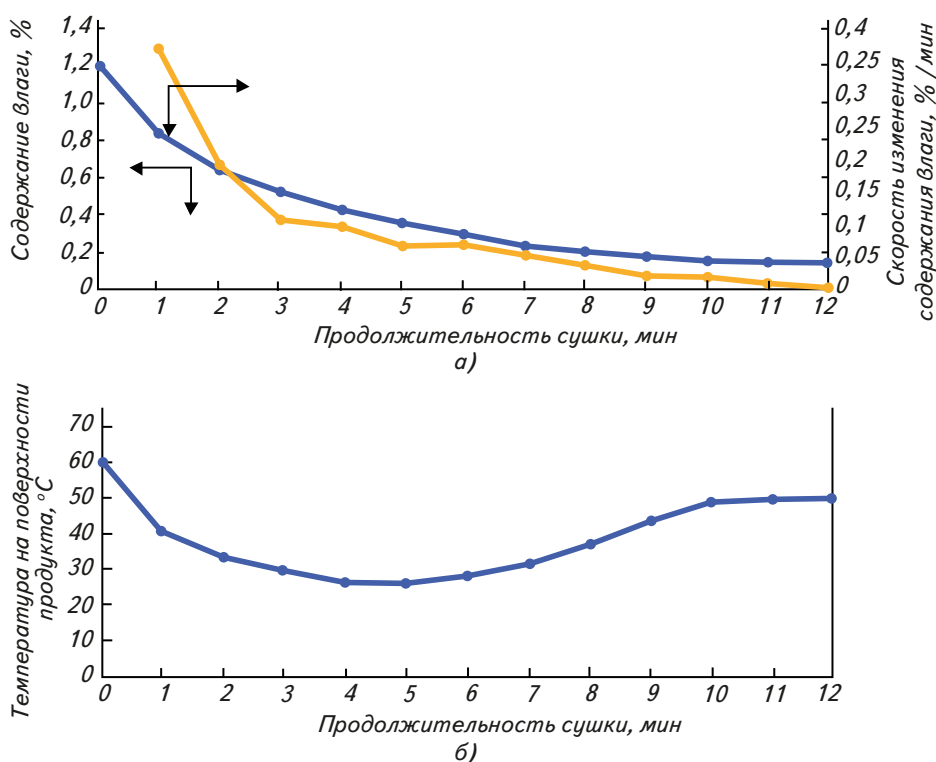 Содержание влаги, %
1,4
1,2
1,0
0,8
0,6
0,4
0,2
0
0,4
0,25
0,3
0,25
0,2
0,15
0,1
0,05
0
Скорость изменения
содержания влаги, % / мин
0 1 2 3 4 5 6 7 8 9 10 11 12
Продолжительность сушки, мин
а)
Температура на поверхности
продукта, °С
70
60
50
40
30
20
10
0
0 1 2 3 4 5 6 7 8 9 10 11 12
Продолжительность сушки, мин
б)